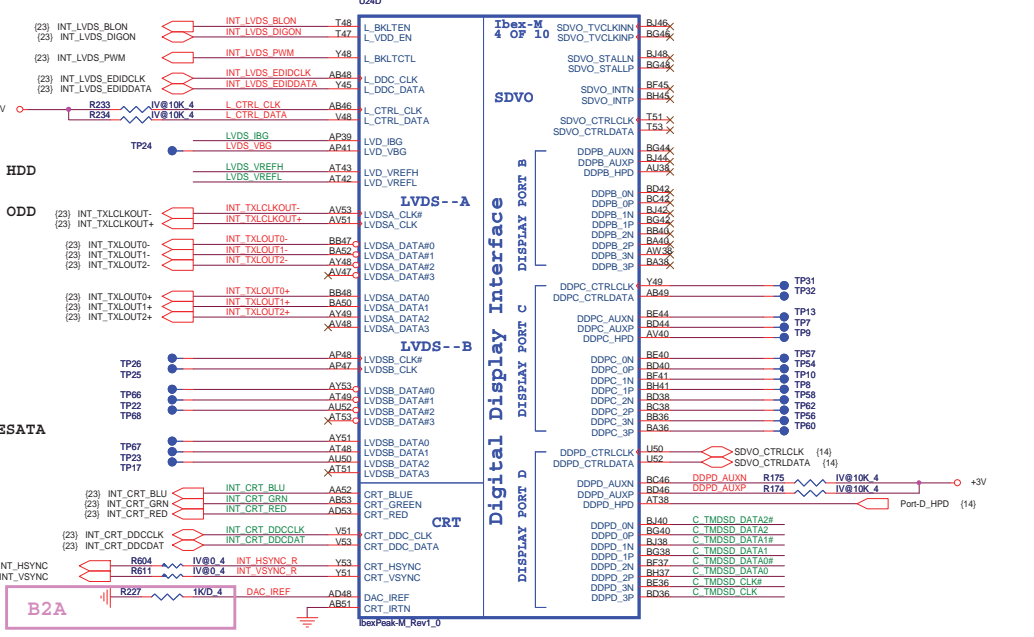 U24D
{23} INT_LVDS_BLON INT_LVDS_BLON T48 L_BKLTEN
{23} INT_LVDS_DIGON INT_LVDS_DIGON T47 L_VDD_EN
{23} INT_LVDS_PWM INT_LVDS_PWM Y48 L_BKLTCTL
{23} INT_LVDS_EDIDCLK INT_LVDS_EDIDCLK AB48 L_DDC_CLK
{23} INT_LVDS_EDIDDATA INT_LVDS_EDIDDATA Y45 L_DDC_DATA
V R233 IV@10K_4 L_CTRL_CLK AB46 L_CTRL_CLK
R234 IV@10K_4 L_CTRL_DATA V48 L_CTRL_DATA
LVDS_IBG AP39 LVD_IBG
TP24 LVDS_VBG AP41 LVD_VBG
HDD
LVDS_VREFH AT43 LVD_VREFH
LVDS_VREFL AT42 LVD_VREFL
LVDS--A
ODD
{23} INT_TXLCLKOUT- INT_TXLCLKOUT- AV53 LVDSA_CLK#
{23} INT_TXLCLKOUT+ INT_TXLCLKOUT+ AV51 LVDSA_CLK
{23} INT_TXLOUT0- INT_TXLOUT0- BB47 LVDSA_DATA#0
{23} INT_TXLOUT1- INT_TXLOUT1- BA52 LVDSA_DATA#1
{23} INT_TXLOUT2- INT_TXLOUT2- AY48 LVDSA_DATA#2
AV47 LVDSA_DATA#3
{23} INT_TXLOUT0+ INT_TXLOUT0+ BB48 LVDSA_DATA0
{23} INT_TXLOUT1+ INT_TXLOUT1+ BA50 LVDSA_DATA1
{23} INT_TXLOUT2+ INT_TXLOUT2+ AY49 LVDSA_DATA2
AV48 LVDSA_DATA3
LVDS--B
TP26 AP48 LVDSB_CLK#
TP25 AP47 LVDSB_CLK
TP66 AY53 LVDSB_DATA#0
TP22 AT49 LVDSB_DATA#1
TP68 AU52 LVDSB_DATA#2
AT53 LVDSB_DATA#3
ESATA
TP67 AY51 LVDSB_DATA0
TP23 AT48 LVDSB_DATA1
TP17 AU50 LVDSB_DATA2
AT51 LVDSB_DATA3
{23} INT_CRT_BLU INT_CRT_BLU AA52 CRT_BLUE
{23} INT_CRT_GRN INT_CRT_GRN AB53 CRT_GREEN
{23} INT_CRT_RED INT_CRT_RED AD53 CRT_RED
CRT
{23} INT_CRT_DDCCLK INT_CRT_DDCCLK V51 CRT_DDC_CLK
{23} INT_CRT_DDCDAT INT_CRT_DDCDAT V53 CRT_DDC_DATA
NT_HSYNC R604 IV@0_4 INT_HSYNC_R Y53 CRT_HSYNC
INT_VSYNC R611 IV@0_4 INT_VSYNC_R Y51 CRT_VSYNC
R227 1K/D_4 DAC_IREF AD48 DAC_IREF
AB51 CRT_IRTN
B2A
IbexPeak-M_Rev1_0
Ibex-M
4 OF 10
SDVO
Digital Display Interface
SDVO_TVCLKINN BJ46
SDVO_TVCLKINP BG46
SDVO_STALLN BJ48
SDVO_STALLP BG48
SDVO_INTN BF45
SDVO_INTP BH45
SDVO_CTRLCLK T51
SDVO_CTRLDATA T53
DISPLAY PORT B
DDPB_AUXN BG44
DDPB_AUXP BJ44
DDPB_HPD AU38
DDPB_0N BD42
DDPB_0P BC42
DDPB_1N BJ42
DDPB_1P BG42
DDPB_2N BB40
DDPB_2P BA40
DDPB_3N AW38
DDPB_3P BA38
DISPLAY PORT C
DDPC_CTRLCLK Y49 TP31
DDPC_CTRLDATA AB49 TP32
DDPC_AUXN BE44 TP13
DDPC_AUXP BD44 TP7
DDPC_HPD AV40 TP9
DDPC_0N BE40 TP57
DDPC_0P BD40 TP54
DDPC_1N BF41 TP10
DDPC_1P BH41 TP8
DDPC_2N BD38 TP58
DDPC_2P BC38 TP62
DDPC_3N BB36 TP56
DDPC_3P BA36 TP60
DISPLAY PORT D
DDPD_CTRLCLK U50 SDVO_CTRLCLK {14}
DDPD_CTRLDATA U52 SDVO_CTRLDATA {14}
DDPD_AUXN BC46 DDPD_AUXN R175 IV@10K_4 +3V
DDPD_AUXP BD46 DDPD_AUXP R174 IV@10K_4
DDPD_HPD AT38 Port-D_HPD {14}
DDPD_0N BJ40 C_TMDSD_DATA2#
DDPD_0P BG40 C_TMDSD_DATA2
DDPD_1N BJ38 C_TMDSD_DATA1#
DDPD_1P BG38 C_TMDSD_DATA1
DDPD_2N BF37 C_TMDSD_DATA0#
DDPD_2P BH37 C_TMDSD_DATA0
DDPD_3N BE36 C_TMDSD_CLK#
DDPD_3P BD36 C_TMDSD_CLK